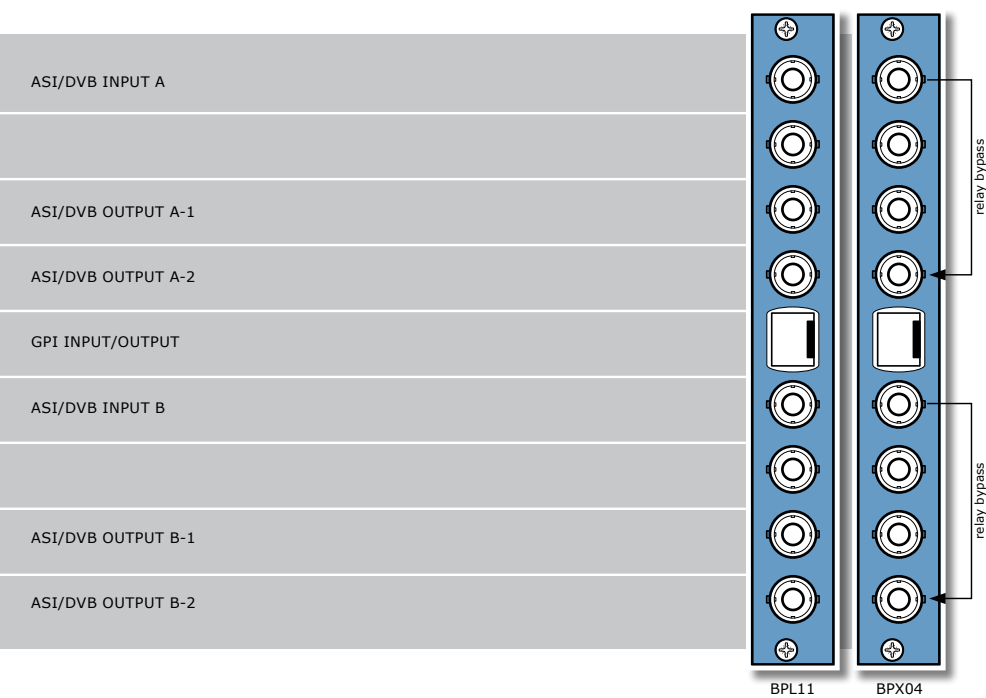 ASI/DVB INPUT A
relay bypass
ASI/DVB OUTPUT A-1
ASI/DVB OUTPUT A-2
GPI INPUT/OUTPUT
ASI/DVB INPUT B
relay bypass
ASI/DVB OUTPUT B-1
ASI/DVB OUTPUT B-2
BPL11
BPX04